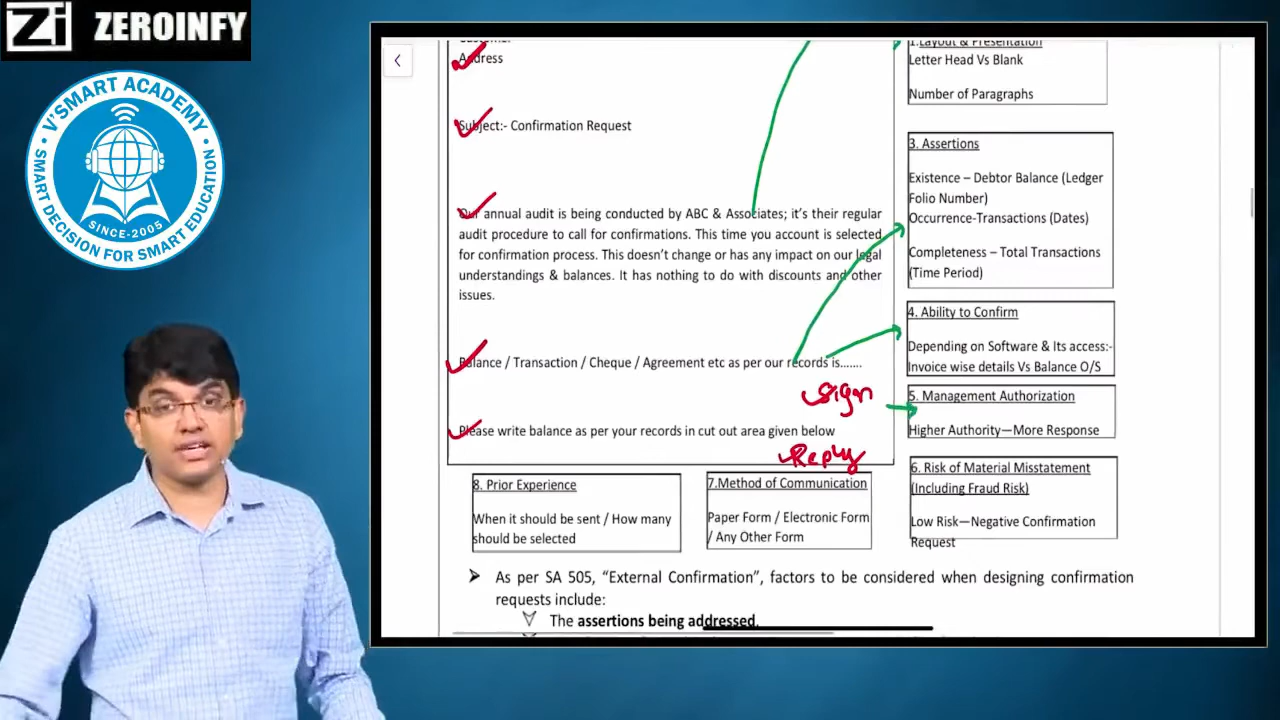 Zi ZEROINFY
V'SMART ACADEMY
SMART DECISION FOR SMART EDUCATION
SINCE-2005
Address
Subject:- Confirmation Request
Our annual audit is being conducted by ABC & Associates; it's their regular
audit procedure to call for confirmations. This time you account is selected
for confirmation process. This doesn't change or has any impact on our legal
understandings & balances. It has nothing to do with discounts and other
issues.
Balance / Transaction / Cheque / Agreement etc as per our records is.......
Sign
Please write balance as per your records in cut out area given below
Reply
1.Layout & Presentation
Letter Head Vs Blank
Number of Paragraphs
3. Assertions
Existence – Debtor Balance (Ledger
Folio Number)
Occurrence-Transactions (Dates)
Completeness – Total Transactions
(Time Period)
4. Ability to Confirm
Depending on Software & Its access:-
Invoice wise details Vs Balance O/S
5. Management Authorization
Higher Authority—More Response
6. Risk of Material Misstatement
(Including Fraud Risk)
Low Risk—Negative Confirmation
Request
8. Prior Experience
When it should be sent / How many
should be selected
7.Method of Communication
Paper Form / Electronic Form
/ Any Other Form
As per SA 505, “External Confirmation”, factors to be considered when designing confirmation
requests include:
The assertions being addressed.